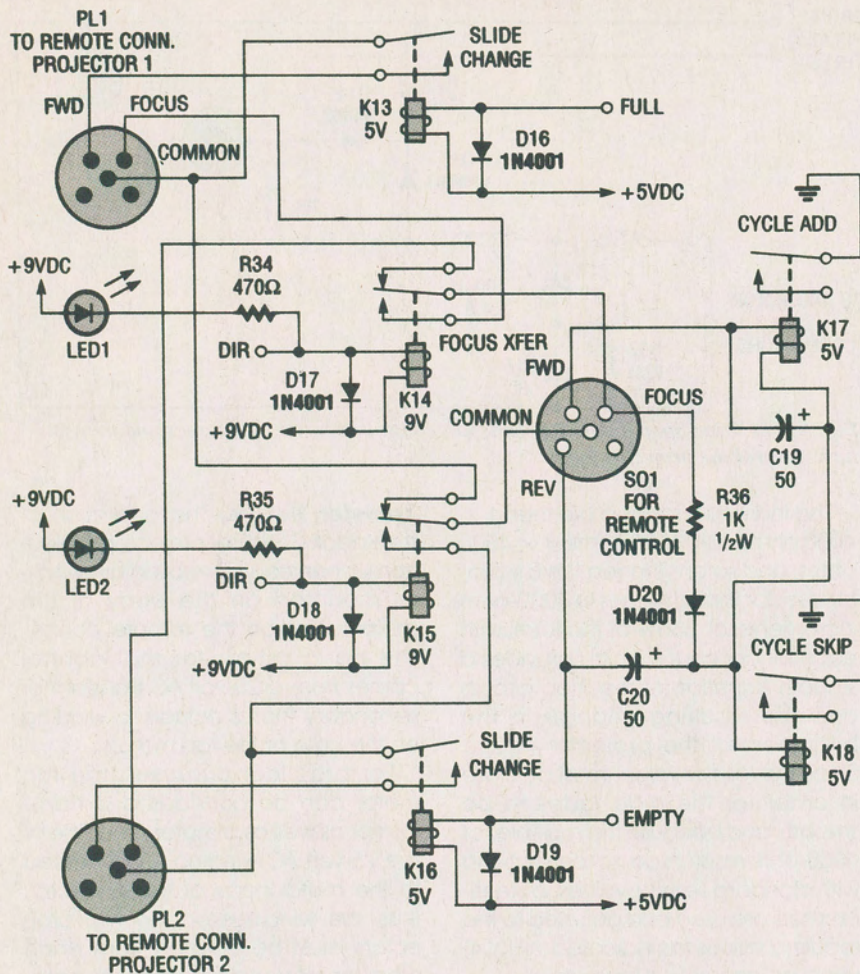 PL1
TO REMOTE CONN.
PROJECTOR 1
FWD
FOCUS
COMMON
SLIDE
CHANGE
K13
5V
FULL
D16
1N4001
+5VDC
+9VDC
LED1
R34
470Ω
DIR
D17
1N4001
+9VDC
K14
9V
FOCUS XFER
CYCLE ADD
K17
5V
C19
50
+
FWD
FOCUS
COMMON
REV
SO1
FOR
REMOTE
CONTROL
R36
1K
1/2W
D20
1N4001
+9VDC
LED2
R35
470Ω
DIR
D18
1N4001
+9VDC
K15
9V
C20
50
+
CYCLE SKIP
K18
5V
SLIDE
CHANGE
K16
5V
EMPTY
D19
1N4001
+5VDC
PL2
TO REMOTE CONN.
PROJECTOR 2